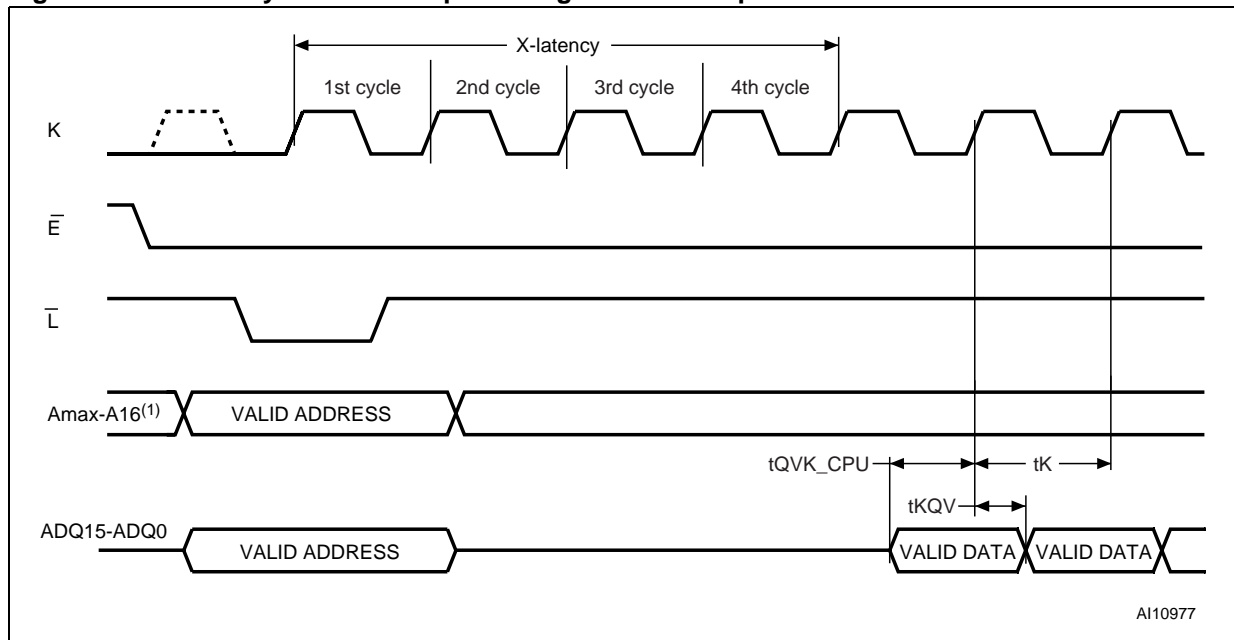 X-latency
1st cycle 2nd cycle 3rd cycle 4th cycle
K
E
L
Amax-A16(1) VALID ADDRESS
tQVK_CPU tK
tKQV
ADQ15-ADQ0
VALID ADDRESS VALID DATA VALID DATA
AI10977